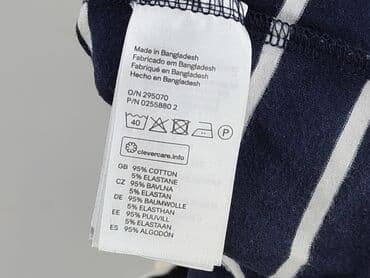 Made in Bangladesh
Fabricado em Bangladesh
Fabriqué en Bangladesh
Hecho en Bangladesh
O/N 295070
P/N 0255880 2
40 P
clevercare.info
GB 95% COTTON
5% ELASTANE
CZ 95% BAVLNA
5% ELASTAN
DE 95% BAUMWOLLE
5% ELASTHAN
EE 95% PUUVILL
5% ELASTAAN
ES 95% ALGODÓN